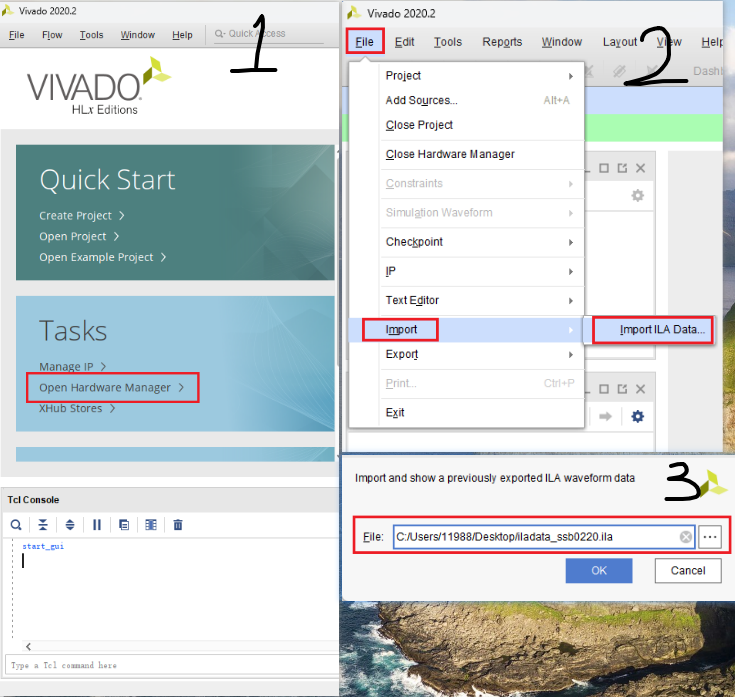 Vivado 2020.2
File Flow Tools Window Help Quick Access
1
VIVADO
HLx Editions
Quick Start
Create Project
Open Project
Open Example Project
Tasks
Manage IP
Open Hardware Manager
XHub Stores
Tcl Console
start_gui
Type a Tcl command here
Vivado 2020.2
File Edit Tools Reports Window Layout View Help
2
Dashb
Project
Add Sources... Alt+A
Close Project
Close Hardware Manager
Constraints
Simulation Waveform
Checkpoint
IP
Text Editor
Import
Import ILA Data...
Export
Print... Ctrl+P
Exit
Import and show a previously exported ILA waveform data
3
File: C:/Users/11988/Desktop/iladata_ssb0220.ila
OK Cancel